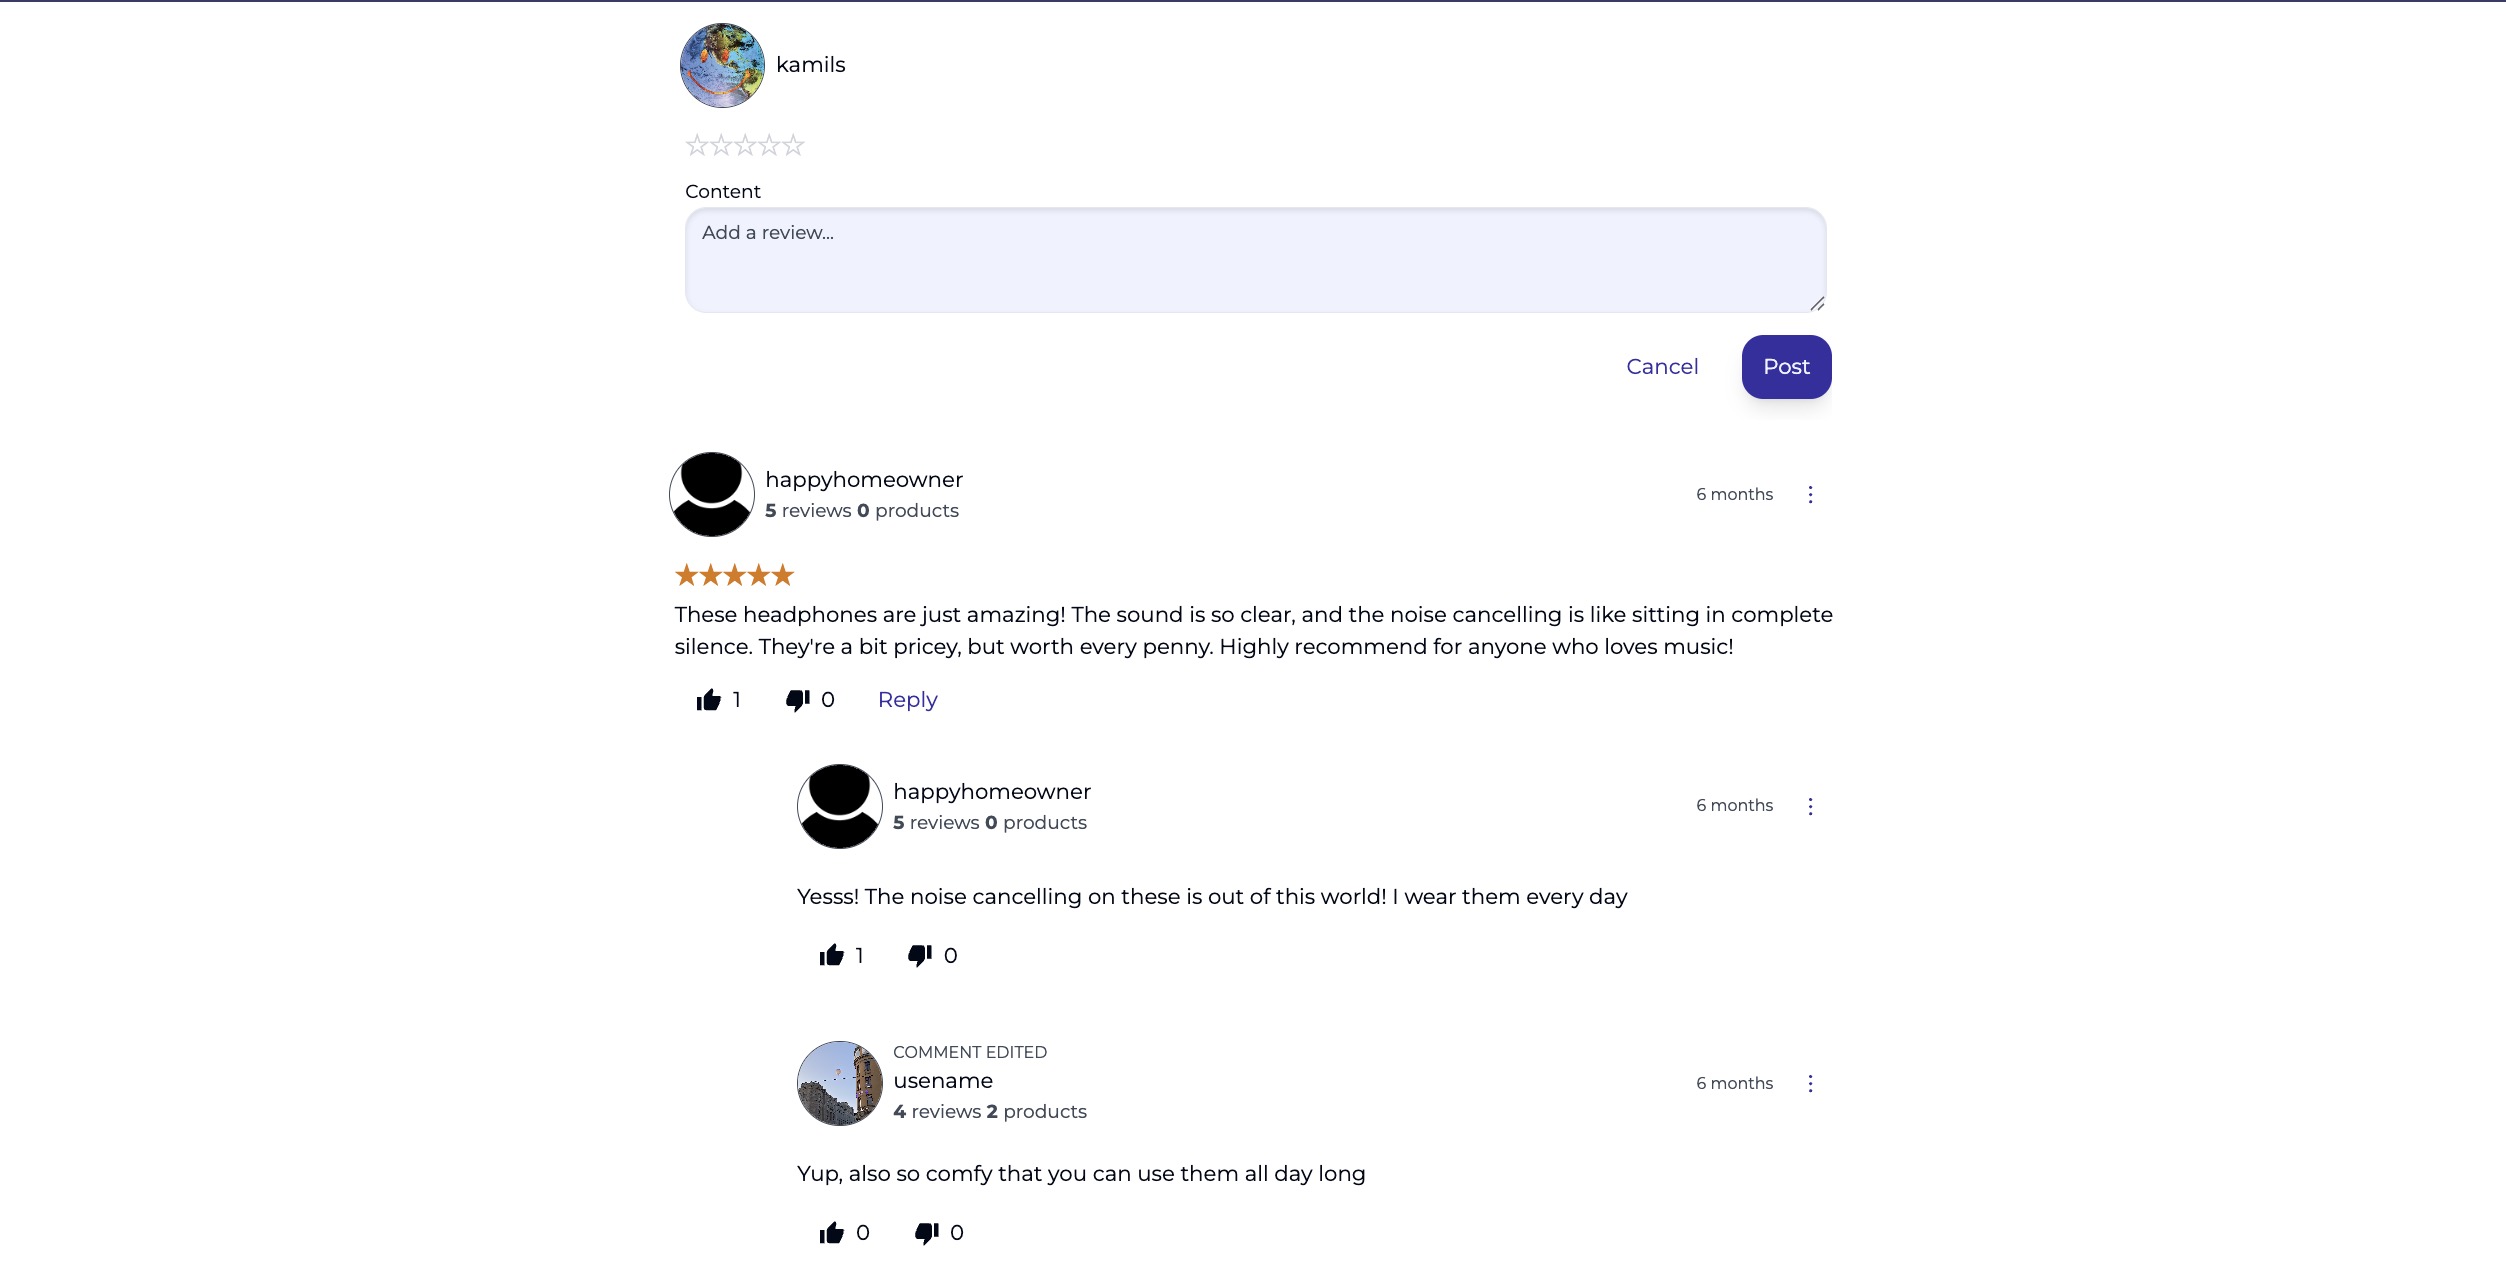 kamils
Content
Add a review...
Cancel
Post
happyhomeowner
5 reviews 0 products
6 months
These headphones are just amazing! The sound is so clear, and the noise cancelling is like sitting in complete
silence. They're a bit pricey, but worth every penny. Highly recommend for anyone who loves music!
1
0
Reply
happyhomeowner
5 reviews 0 products
6 months
Yesss! The noise cancelling on these is out of this world! I wear them every day
1
0
COMMENT EDITED
usename
4 reviews 2 products
6 months
Yup, also so comfy that you can use them all day long
0
0